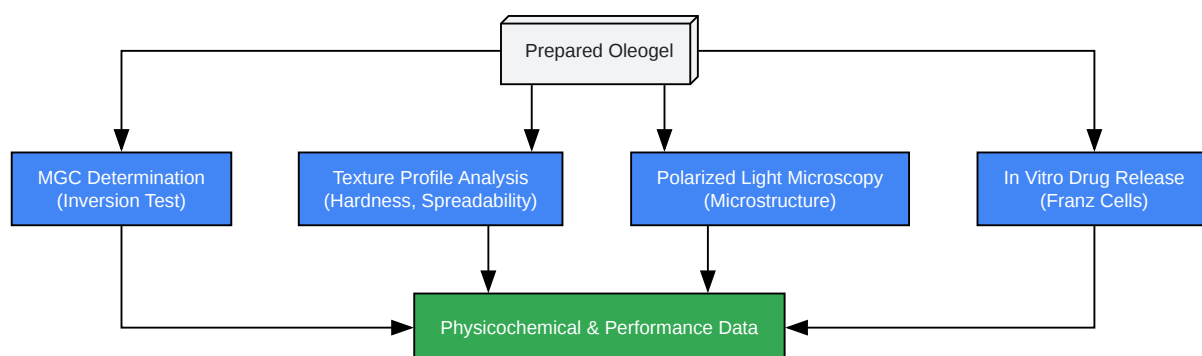 Prepared Oleogel
MGC Determination
(Inversion Test)
Texture Profile Analysis
(Hardness, Spreadability)
Polarized Light Microscopy
(Microstructure)
In Vitro Drug Release
(Franz Cells)
Physicochemical & Performance Data